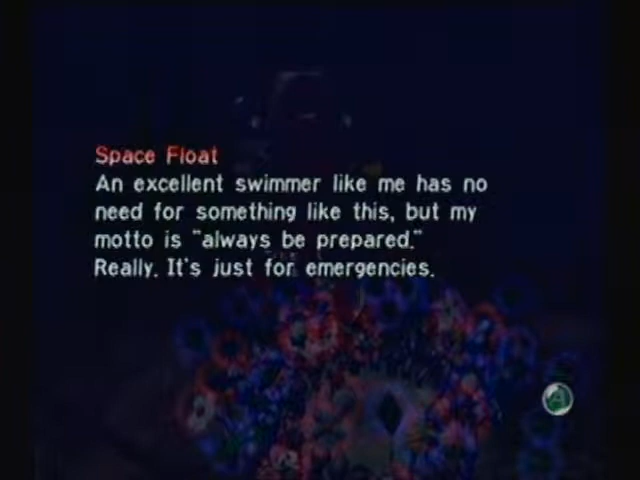 Space Float
An excellent swimmer like me has no
need for something like this, but my
motto is "always be prepared."
Really. It's just for emergencies.
A